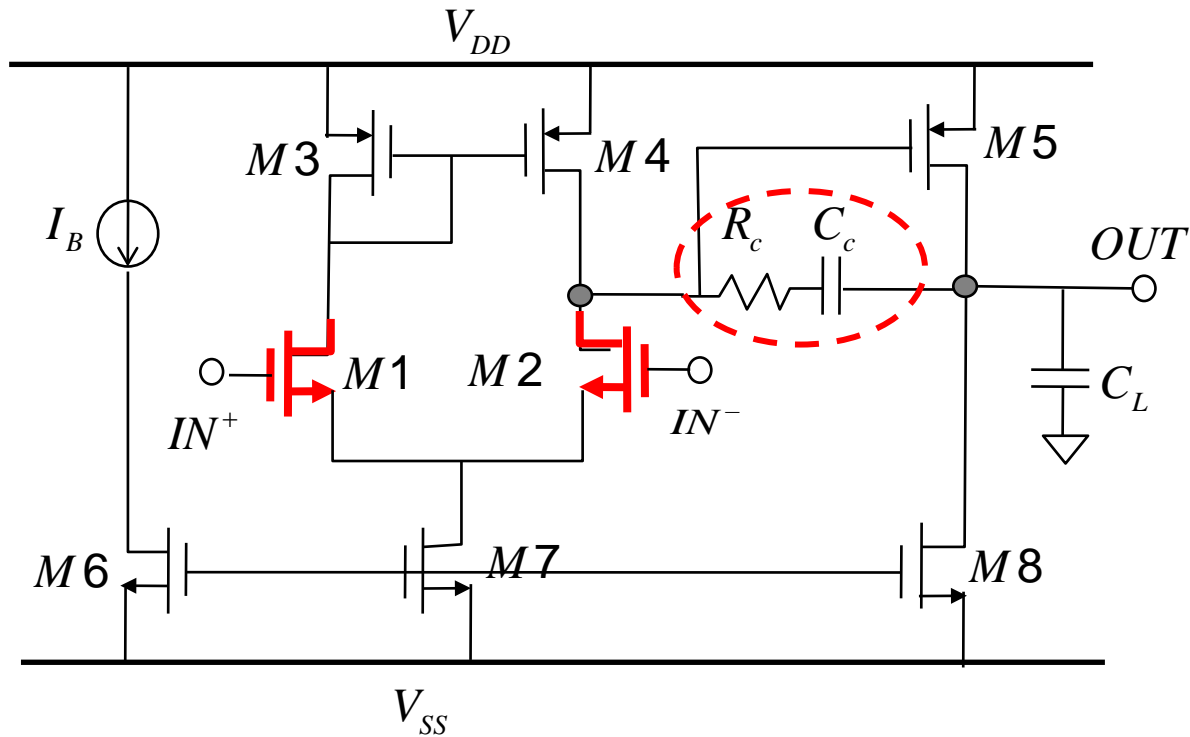 V_DD
M3
M4
M5
I_B
R_c
C_c
OUT
M1
M2
IN⁺
IN⁻
C_L
M6
M7
M8
V_SS